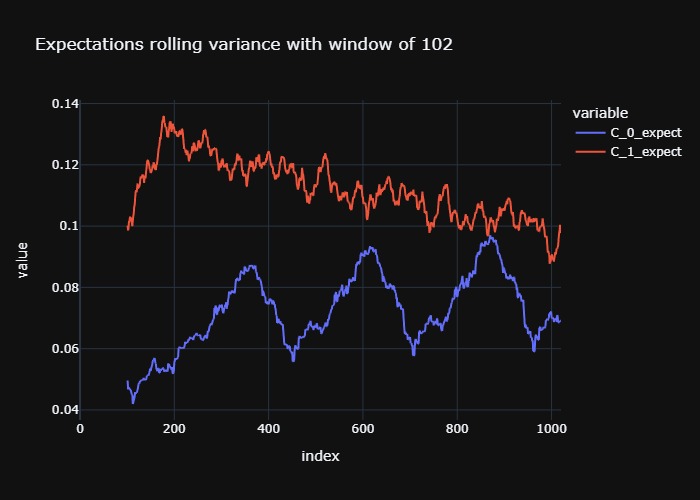 Expectations rolling variance with window of 102
variable
C_0_expect
C_1_expect
value
0.14
0.12
0.1
0.08
0.06
0.04
0
200
400
600
800
1000
index